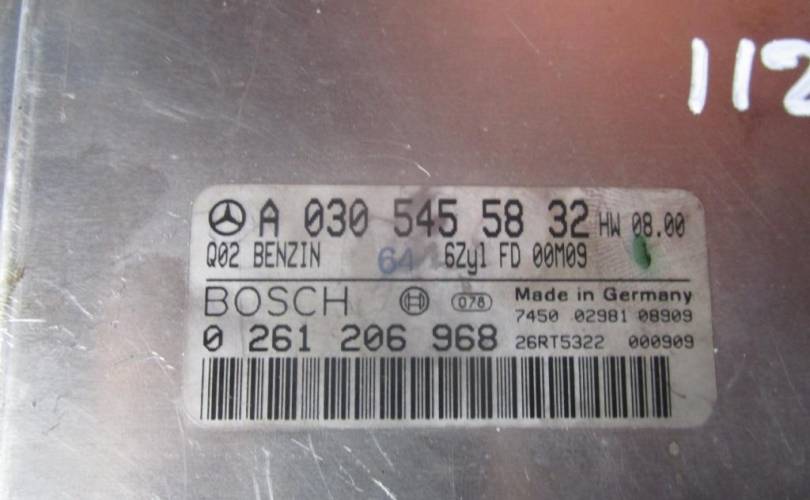 112
A 030 545 58 32 HW 08.00
Q02 BENZIN 64 6Zyl FD 00M09
BOSCH 078 Made in Germany
7450 02981 08909
0 261 206 968 26RT5322 000909